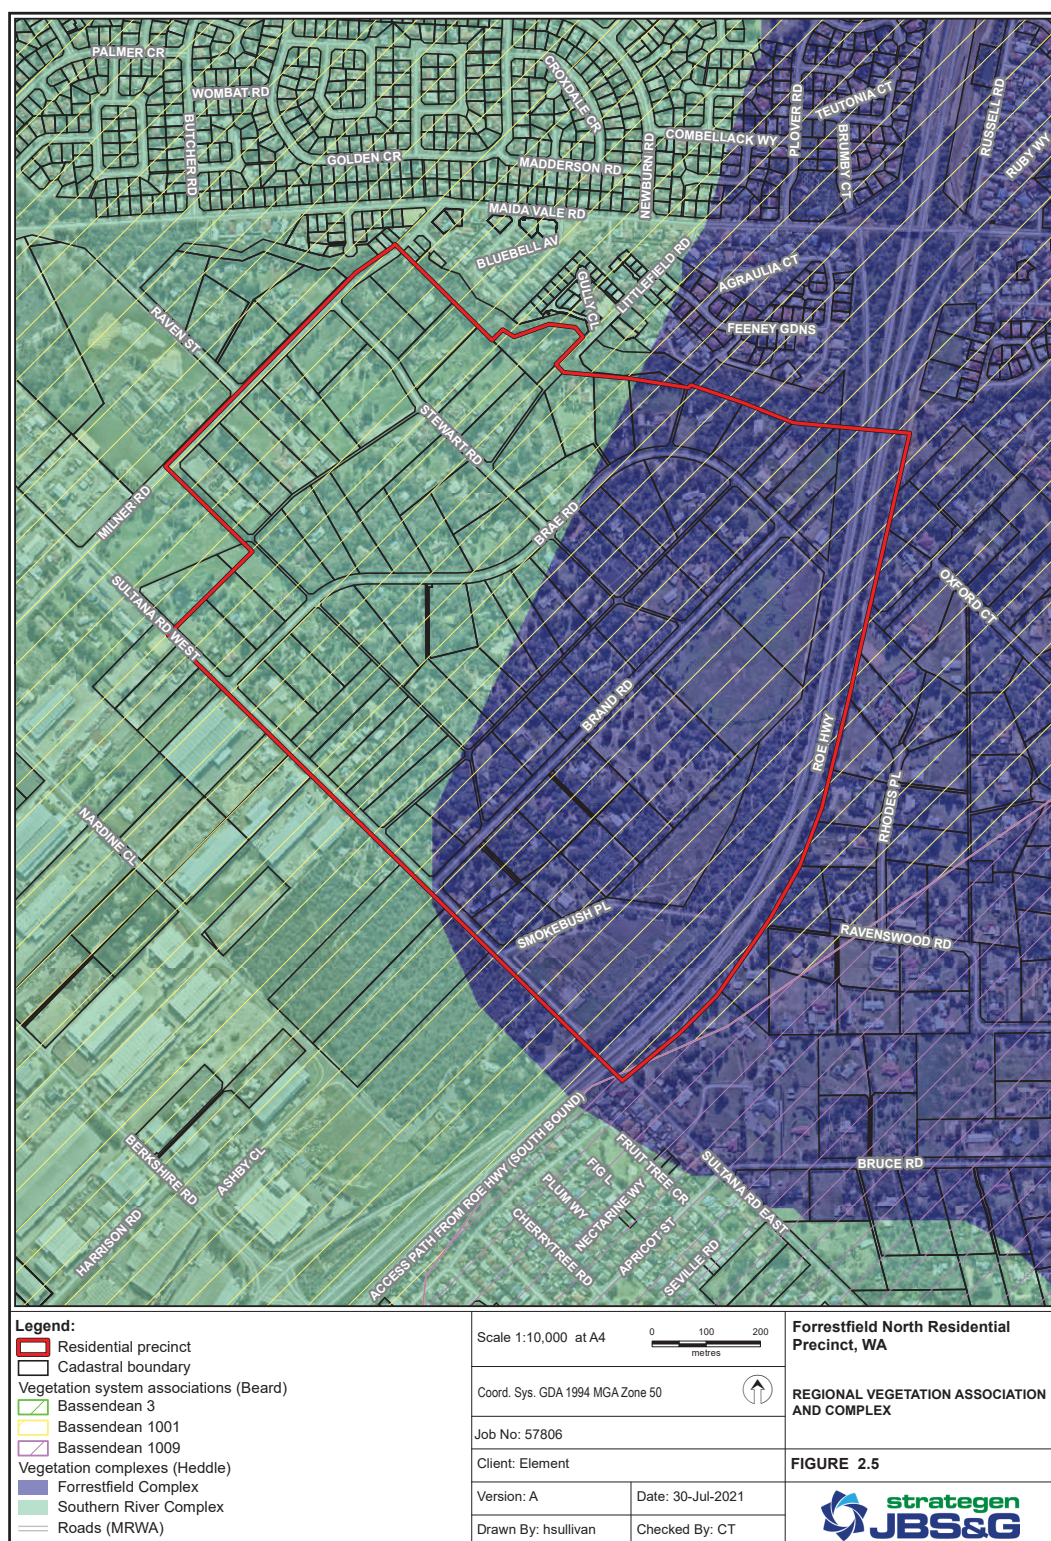 PALMER CR
WOMBAT RD
BUTCHER RD
GOLDEN CR
CROXDALE CR
MADDERSON RD
NEWBURN RD
COMBELLACK WY
PLOVER RD
TEUTONIA CT
BRUMBY CT
RUSSELL RD
RUBY WY
MAIDA VALE RD
BLUEBELL AV
GULLY CL
LITTLEFIELD RD
AGRAULIA CT
FEENEY GDNS
RAVEN ST
STEWART RD
MILNER RD
BRAE RD
SULTANA RD WEST
OXFORD CT
BRAND RD
ROE HWY
RHODES PL
NARDINE CL
SMOKEBUSH PL
RAVENSWOOD RD
BERKSHIRE RD
ASHBY CL
HARRISON RD
ACCESS PATH FROM ROE HWY (SOUTH BOUND)
FRUIT TREE CR
FIG L
PLUM WY
NECTARINE WY
CHERRYTREE RD
APRICOT ST
SEVILLE RD
SULTANA RD EAST
BRUCE RD
Legend:
Residential precinct
Cadastral boundary
Vegetation system associations (Beard)
Bassendean 3
Bassendean 1001
Bassendean 1009
Vegetation complexes (Heddle)
Forrestfield Complex
Southern River Complex
Roads (MRWA)
Scale 1:10,000 at A4
0 100 200
metres
Coord. Sys. GDA 1994 MGA Zone 50
Job No: 57806
Client: Element
Version: A
Date: 30-Jul-2021
Drawn By: hsullivan
Checked By: CT
Forrestfield North Residential
Precinct, WA
REGIONAL VEGETATION ASSOCIATION
AND COMPLEX
FIGURE 2.5
strategen
JBS&G